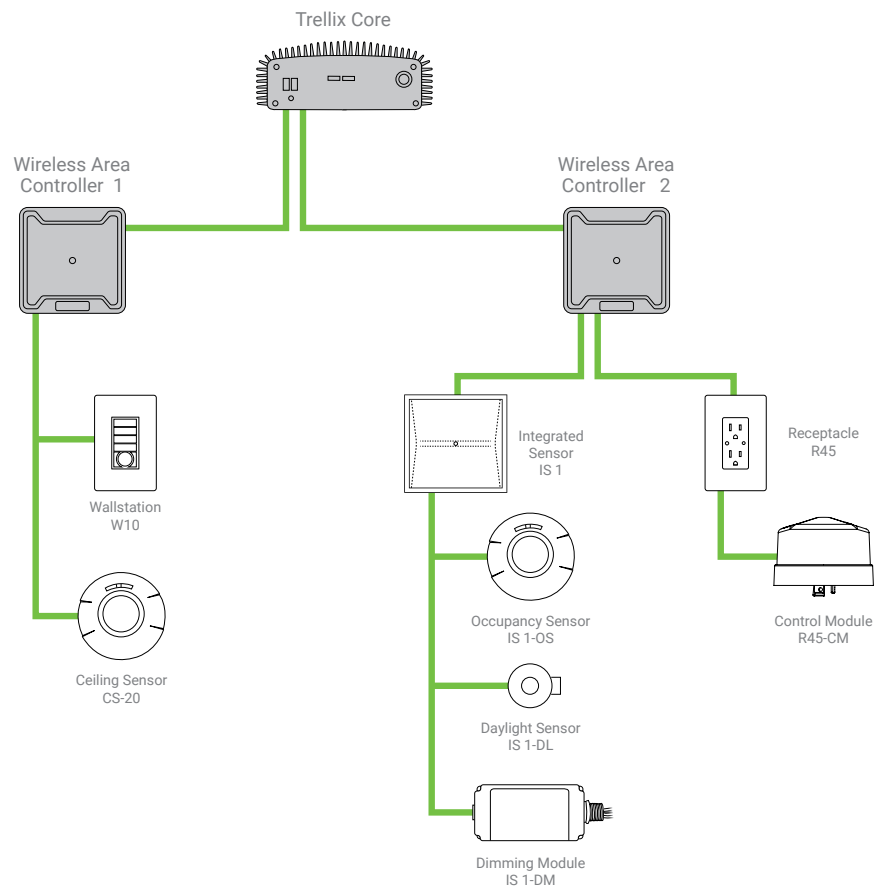 Trellix Core
Wireless Area
Controller 1
Wireless Area
Controller 2
Integrated
Sensor
IS 1
Receptacle
R45
Wallstation
W10
Occupancy Sensor
IS 1-OS
Control Module
R45-CM
Ceiling Sensor
CS-20
Daylight Sensor
IS 1-DL
Dimming Module
IS 1-DM